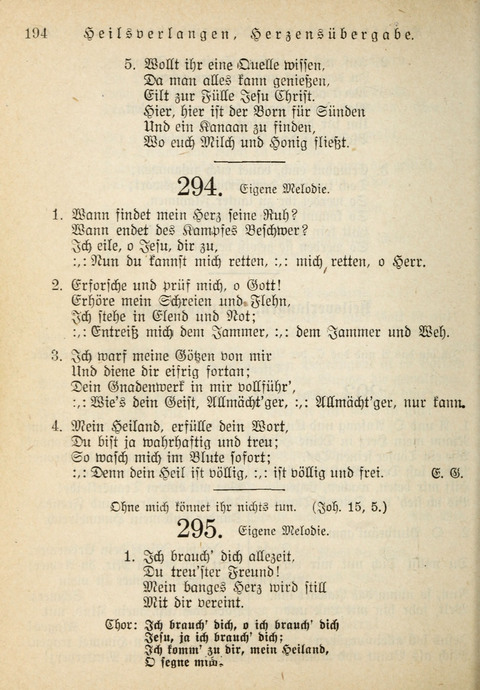 194 Heilsverlangen, Herzensübergabe.
5. Wollt ihr eine Quelle wissen,
Da man alles kann genießen,
Eilt zur Fülle Jesu Christ.
Hier, hier ist der Born für Sünden
Und ein Kanaan zu finden,
Wo euch Milch und Honig fließt.
294. Eigene Melodie.
1. Wann findet mein Herz seine Ruh?
Wann endet des Kampfes Beschwer?
Ich eile, o Jesu, dir zu,
:,: Nun du kannst mich retten, :,: mich retten, o Herr.
2. Erforsche und prüf mich, o Gott!
Erhöre mein Schreien und Flehn,
Ich stehe in Elend und Not;
:,: Entreiß mich dem Jammer, :,: dem Jammer und Weh.
3. Ich warf meine Götzen von mir
Und diene dir eifrig fortan;
Dein Gnadenwerk in mir vollführ',
:,: Wie's dein Geist, Allmächt'ger, :,: Allmächt'ger, nur kann.
4. Mein Heiland, erfülle dein Wort,
Du bist ja wahrhaftig und treu;
So wasch mich im Blute sofort;
:,: Denn dein Heil ist völlig, :,: ist völlig und frei. E. G.
Ohne mich könnet ihr nichts tun. (Joh. 15, 5.)
295. Eigene Melodie.
1. Ich brauch' dich allezeit,
Du treu'ster Freund!
Mein banges Herz wird still
Mit dir vereint.
Chor: Ich brauch' dich, o ich brauch' dich
Jesu, ja ich brauch' dich;
Ich komm' zu dir, mein Heiland,
O segne mich.